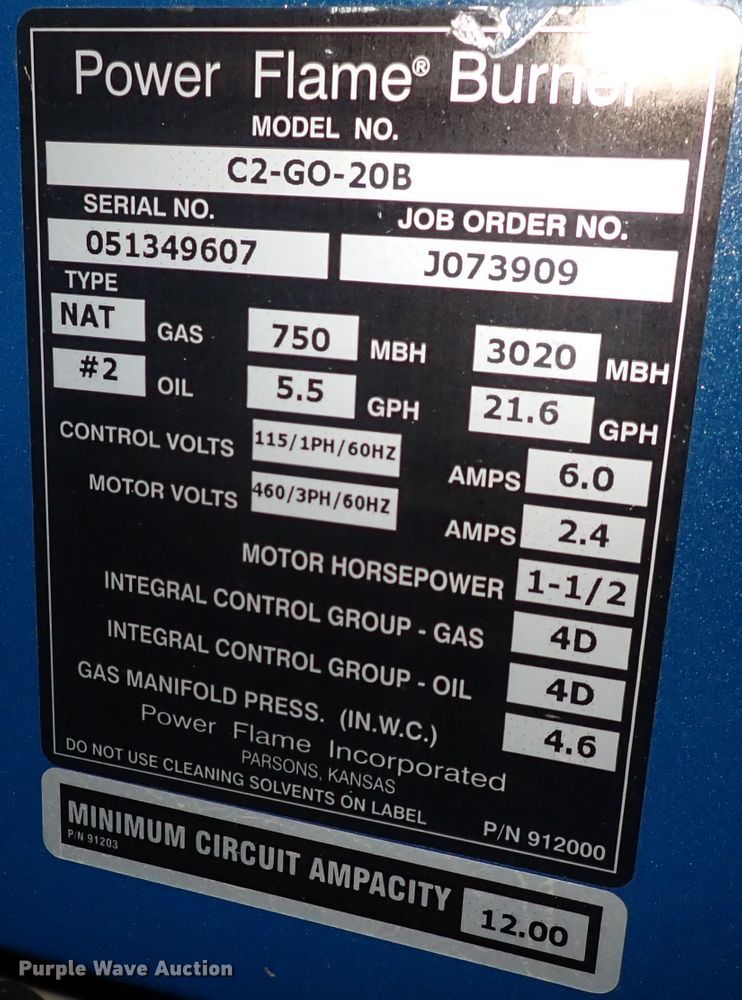 Power Flame® Burner
MODEL NO.
C2-GO-20B
SERIAL NO. JOB ORDER NO.
051349607 J073909
TYPE
NAT GAS 750 MBH 3020 MBH
#2 OIL 5.5 GPH 21.6 GPH
CONTROL VOLTS 115/1PH/60HZ AMPS 6.0
MOTOR VOLTS 460/3PH/60HZ AMPS 2.4
MOTOR HORSEPOWER 1-1/2
INTEGRAL CONTROL GROUP - GAS 4D
INTEGRAL CONTROL GROUP - OIL 4D
GAS MANIFOLD PRESS. (IN.W.C.) 4.6
Power Flame Incorporated
PARSONS, KANSAS
DO NOT USE CLEANING SOLVENTS ON LABEL P/N 912000
MINIMUM CIRCUIT AMPACITY 12.00
P/N 91203
Purple Wave Auction